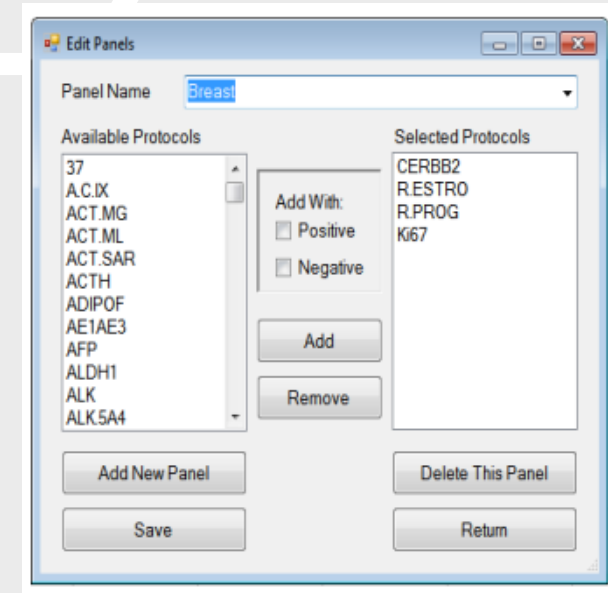 Edit Panels
Panel Name Breast
Available Protocols
37
A.C.IX
ACT.MG
ACT.ML
ACT.SAR
ACTH
ADIPOF
AE1AE3
AFP
ALDH1
ALK
ALK.5A4
Add With:
Positive
Negative
Add
Remove
Selected Protocols
CERBB2
R.ESTRO
R.PROG
Ki67
Add New Panel
Delete This Panel
Save
Return